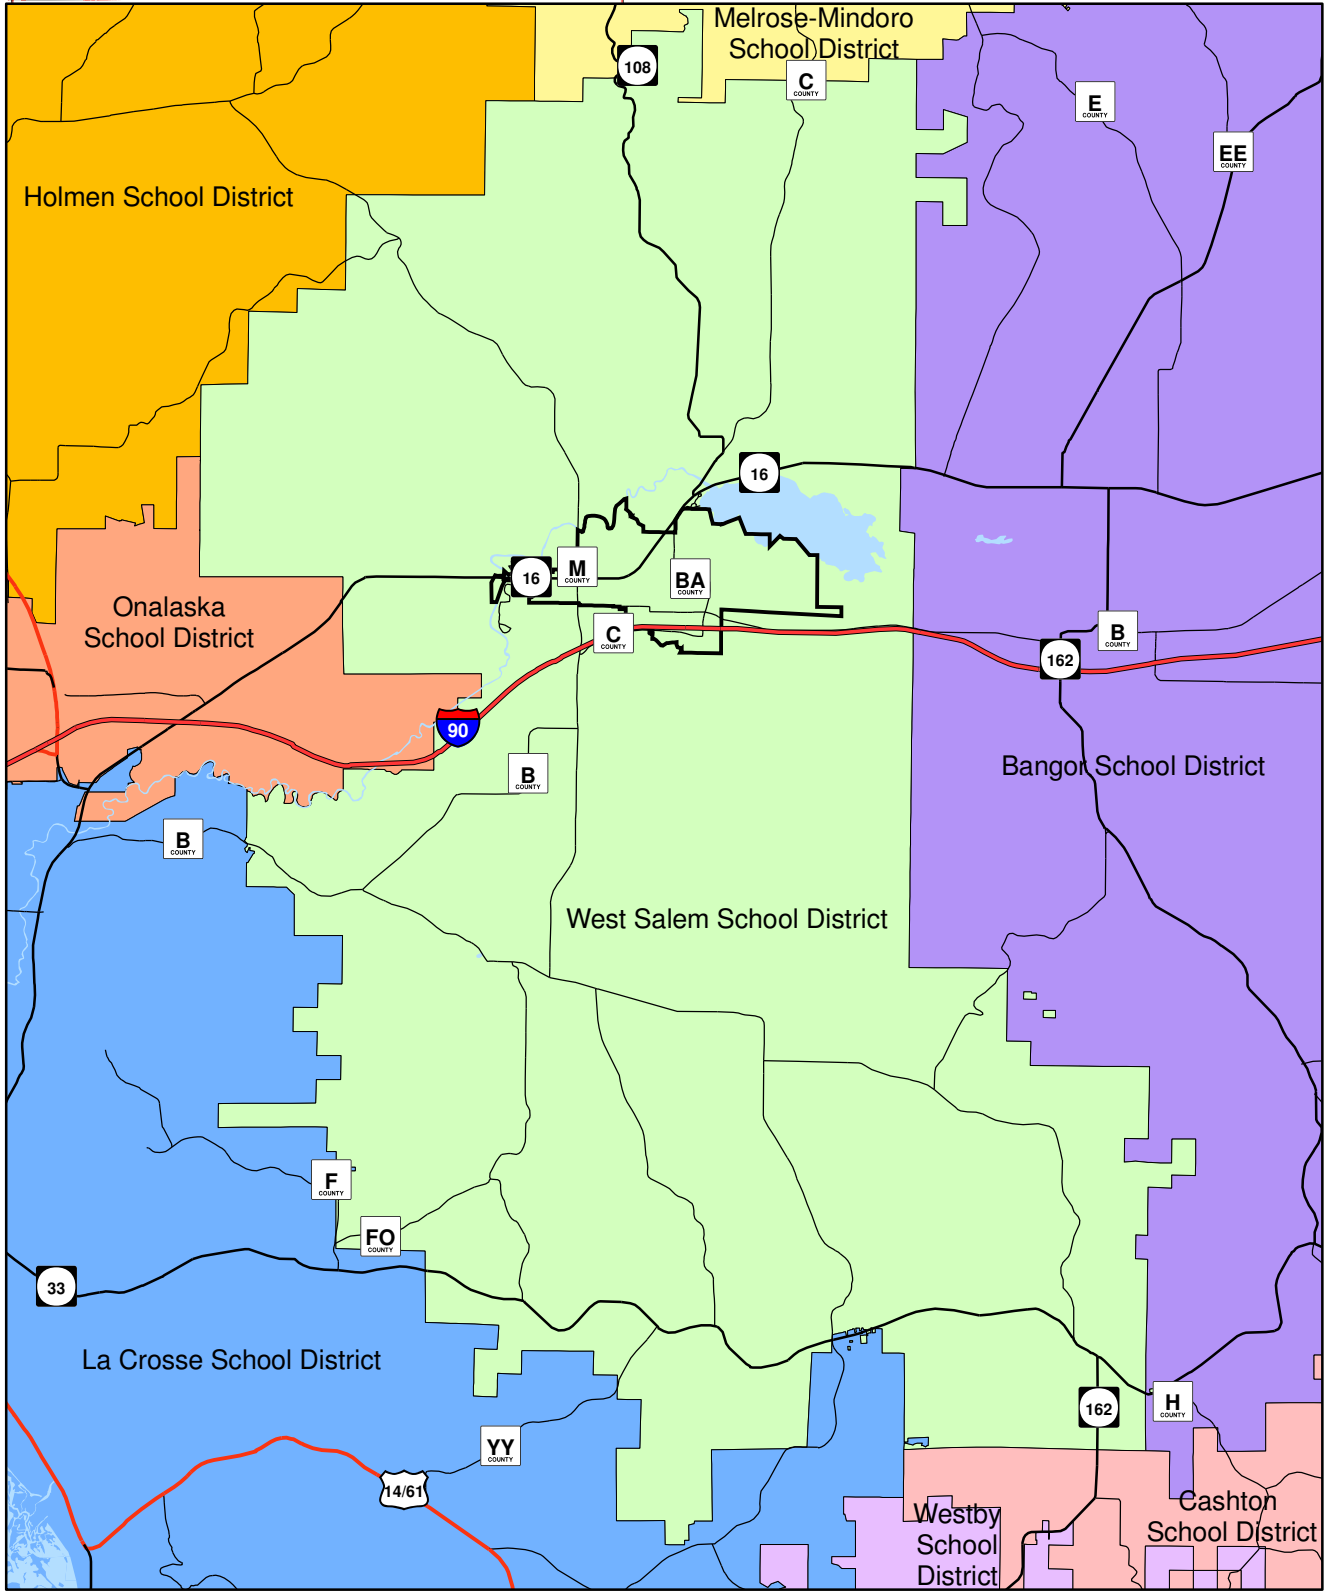 Melrose-Mindoro
School District
108
C
COUNTY
E
COUNTY
EE
COUNTY
Holmen School District
16
16
M
COUNTY
BA
COUNTY
Onalaska
School District
C
COUNTY
B
COUNTY
162
90
B
COUNTY
Bangor School District
B
COUNTY
West Salem School District
F
COUNTY
FO
COUNTY
33
La Crosse School District
162
H
COUNTY
YY
COUNTY
14/61
Westby
School
District
Cashton
School District